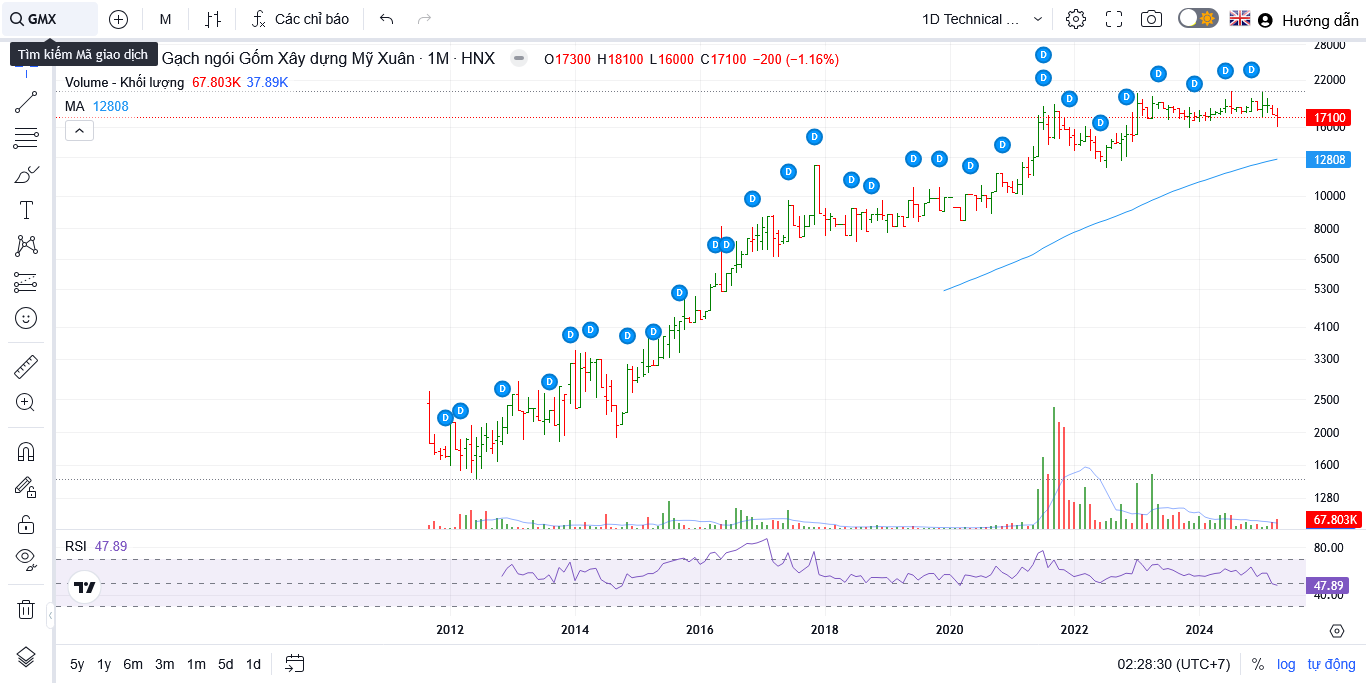 GMX
M
Các chỉ báo
1D Technical ...
Hướng dẫn
Tìm kiếm Mã giao dịch
Gạch ngói Gốm Xây dựng Mỹ Xuân · 1M · HNX
O17300 H18100 L16000 C17100 −200 (−1.16%)
Volume - Khối lượng 67.803K 37.89K
MA 12808
28000
22000
17100
16000
12808
10000
8000
6500
5300
4100
3300
2500
2000
1600
1280
67.803K
D D D D D D D D D D D D D D D D D D D D D D D D D D D D D D D
RSI 47.89
80.00
47.89
40.00
2012 2014 2016 2018 2020 2022 2024
5y 1y 6m 3m 1m 5d 1d
02:28:30 (UTC+7) % log tự động